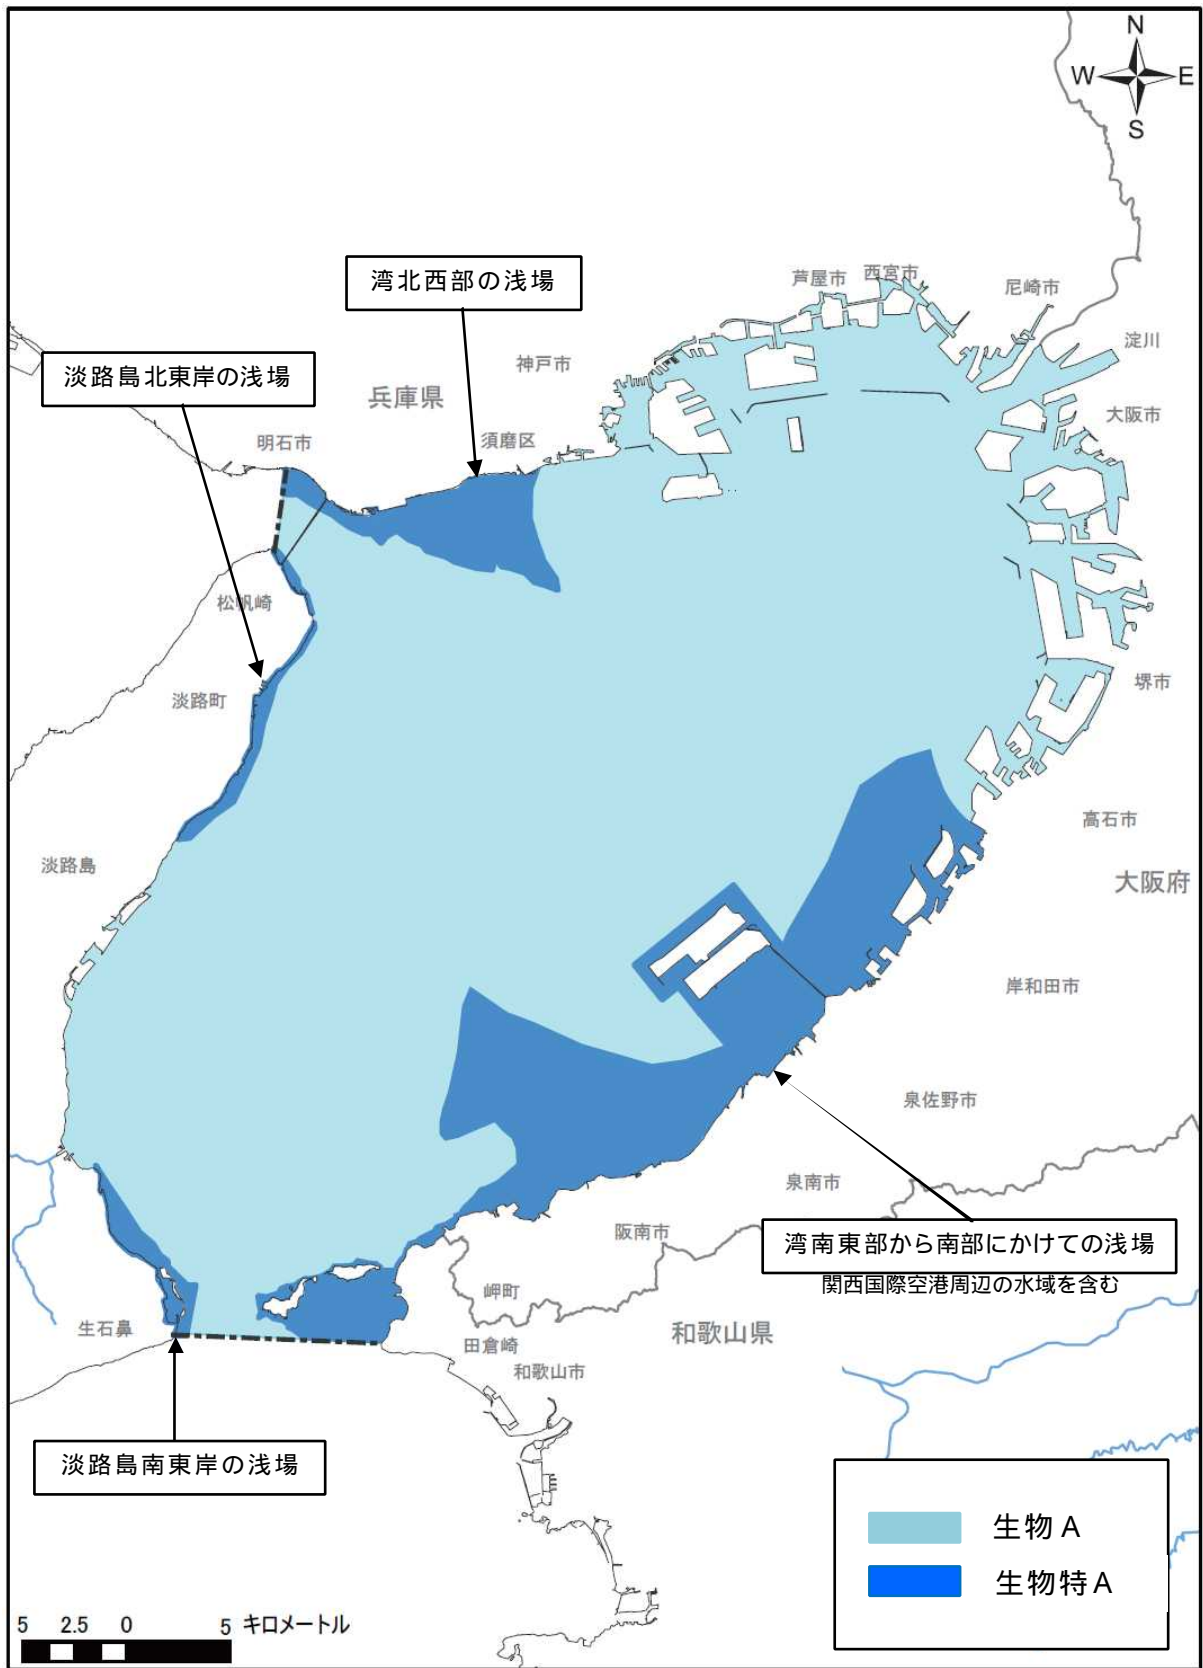 N
W E
S
湾北西部の浅場
芦屋市 西宮市
尼崎市
淀川
淡路島北東岸の浅場
神戸市
兵庫県
大阪市
明石市
須磨区
松帆崎
淡路町
堺市
高石市
淡路島
大阪府
岸和田市
泉佐野市
泉南市
阪南市
湾南東部から南部にかけての浅場
関西国際空港周辺の水域を含む
岬町
生石鼻
田倉崎
和歌山県
和歌山市
淡路島南東岸の浅場
生物A
生物特A
5 2.5 0 5 キロメートル